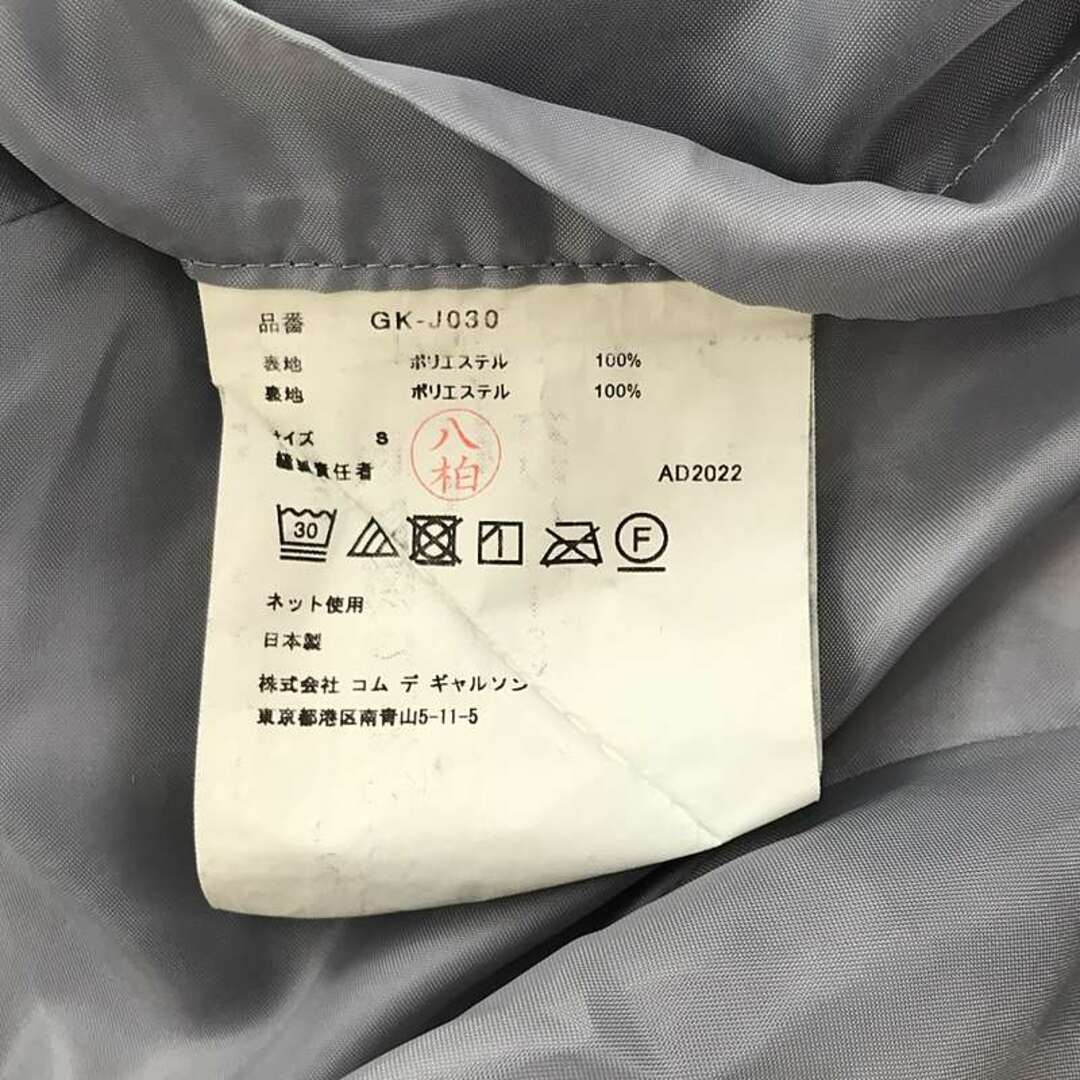 品番 GK-J030
表地 ポリエステル 100%
裏地 ポリエステル 100%
サイズ S
縫製責任者 八柏 AD2022
30 F
ネット使用
日本製
株式会社 コム デ ギャルソン
東京都港区南青山5-11-5